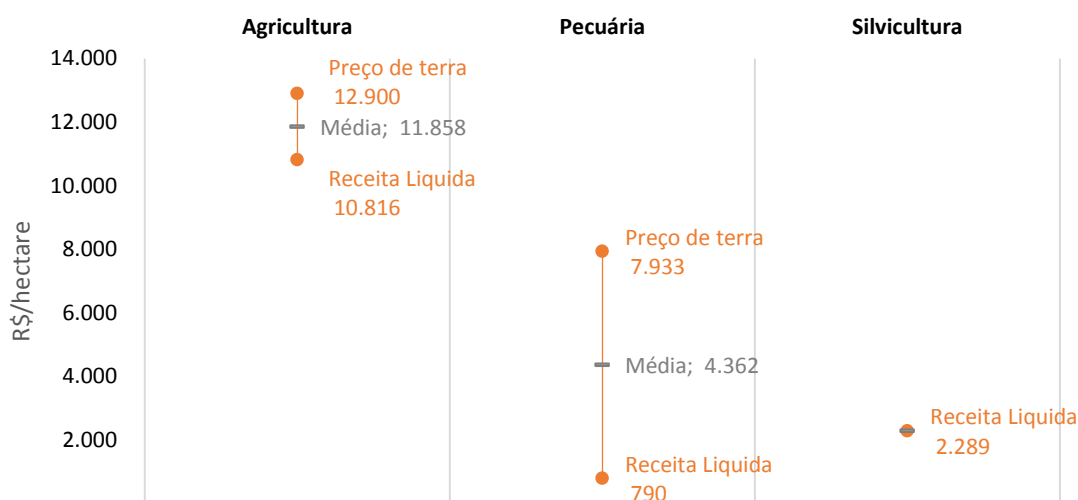 Agricultura Pecuária Silvicultura
14.000
12.000
10.000
8.000
6.000
4.000
2.000
R$/hectare
Preço de terra
12.900
Média; 11.858
Receita Liquida
10.816
Preço de terra
7.933
Média; 4.362
Receita Liquida
790
Receita Liquida
2.289